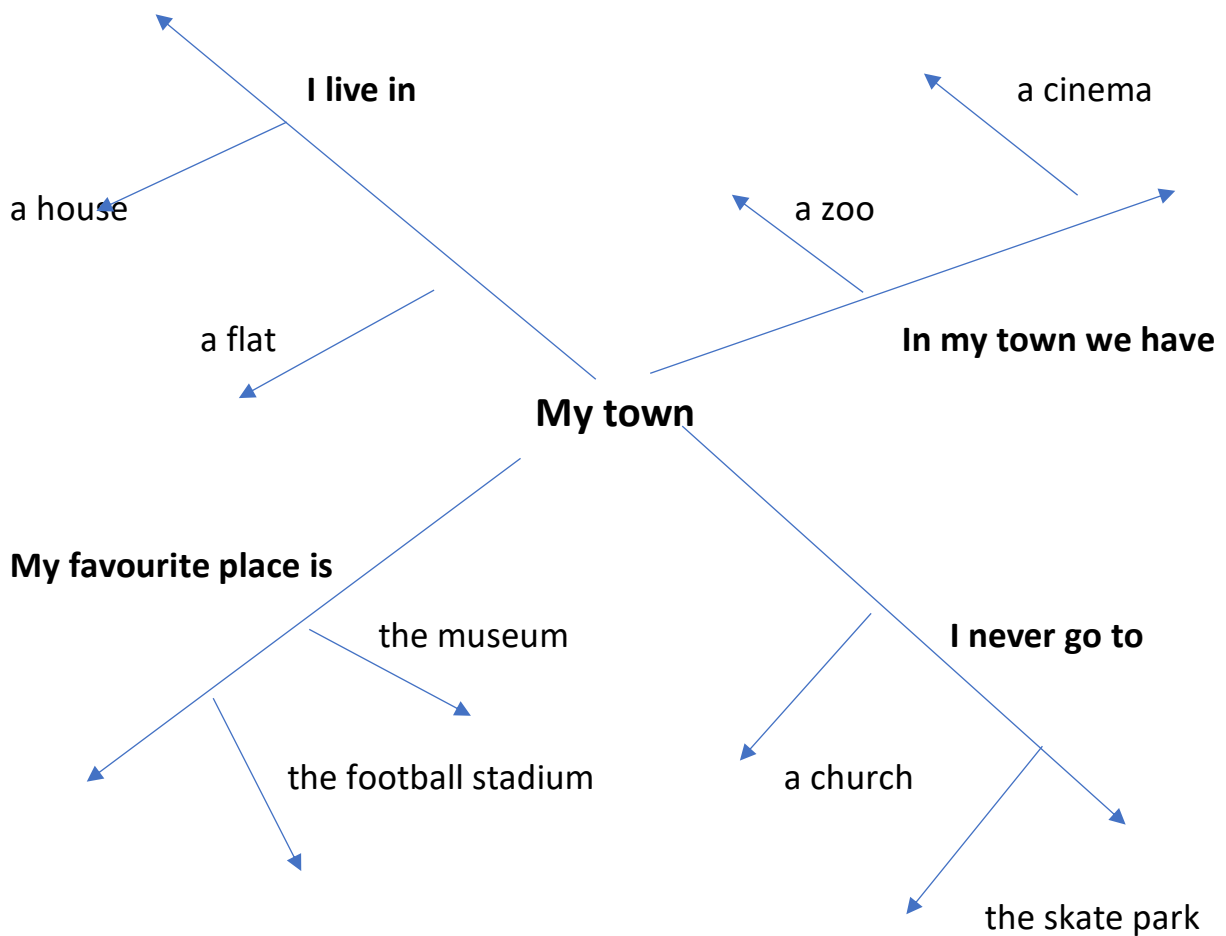 I live in
a cinema
a house
a zoo
a flat
In my town we have
My town
My favourite place is
the museum
I never go to
the football stadium
a church
the skate park